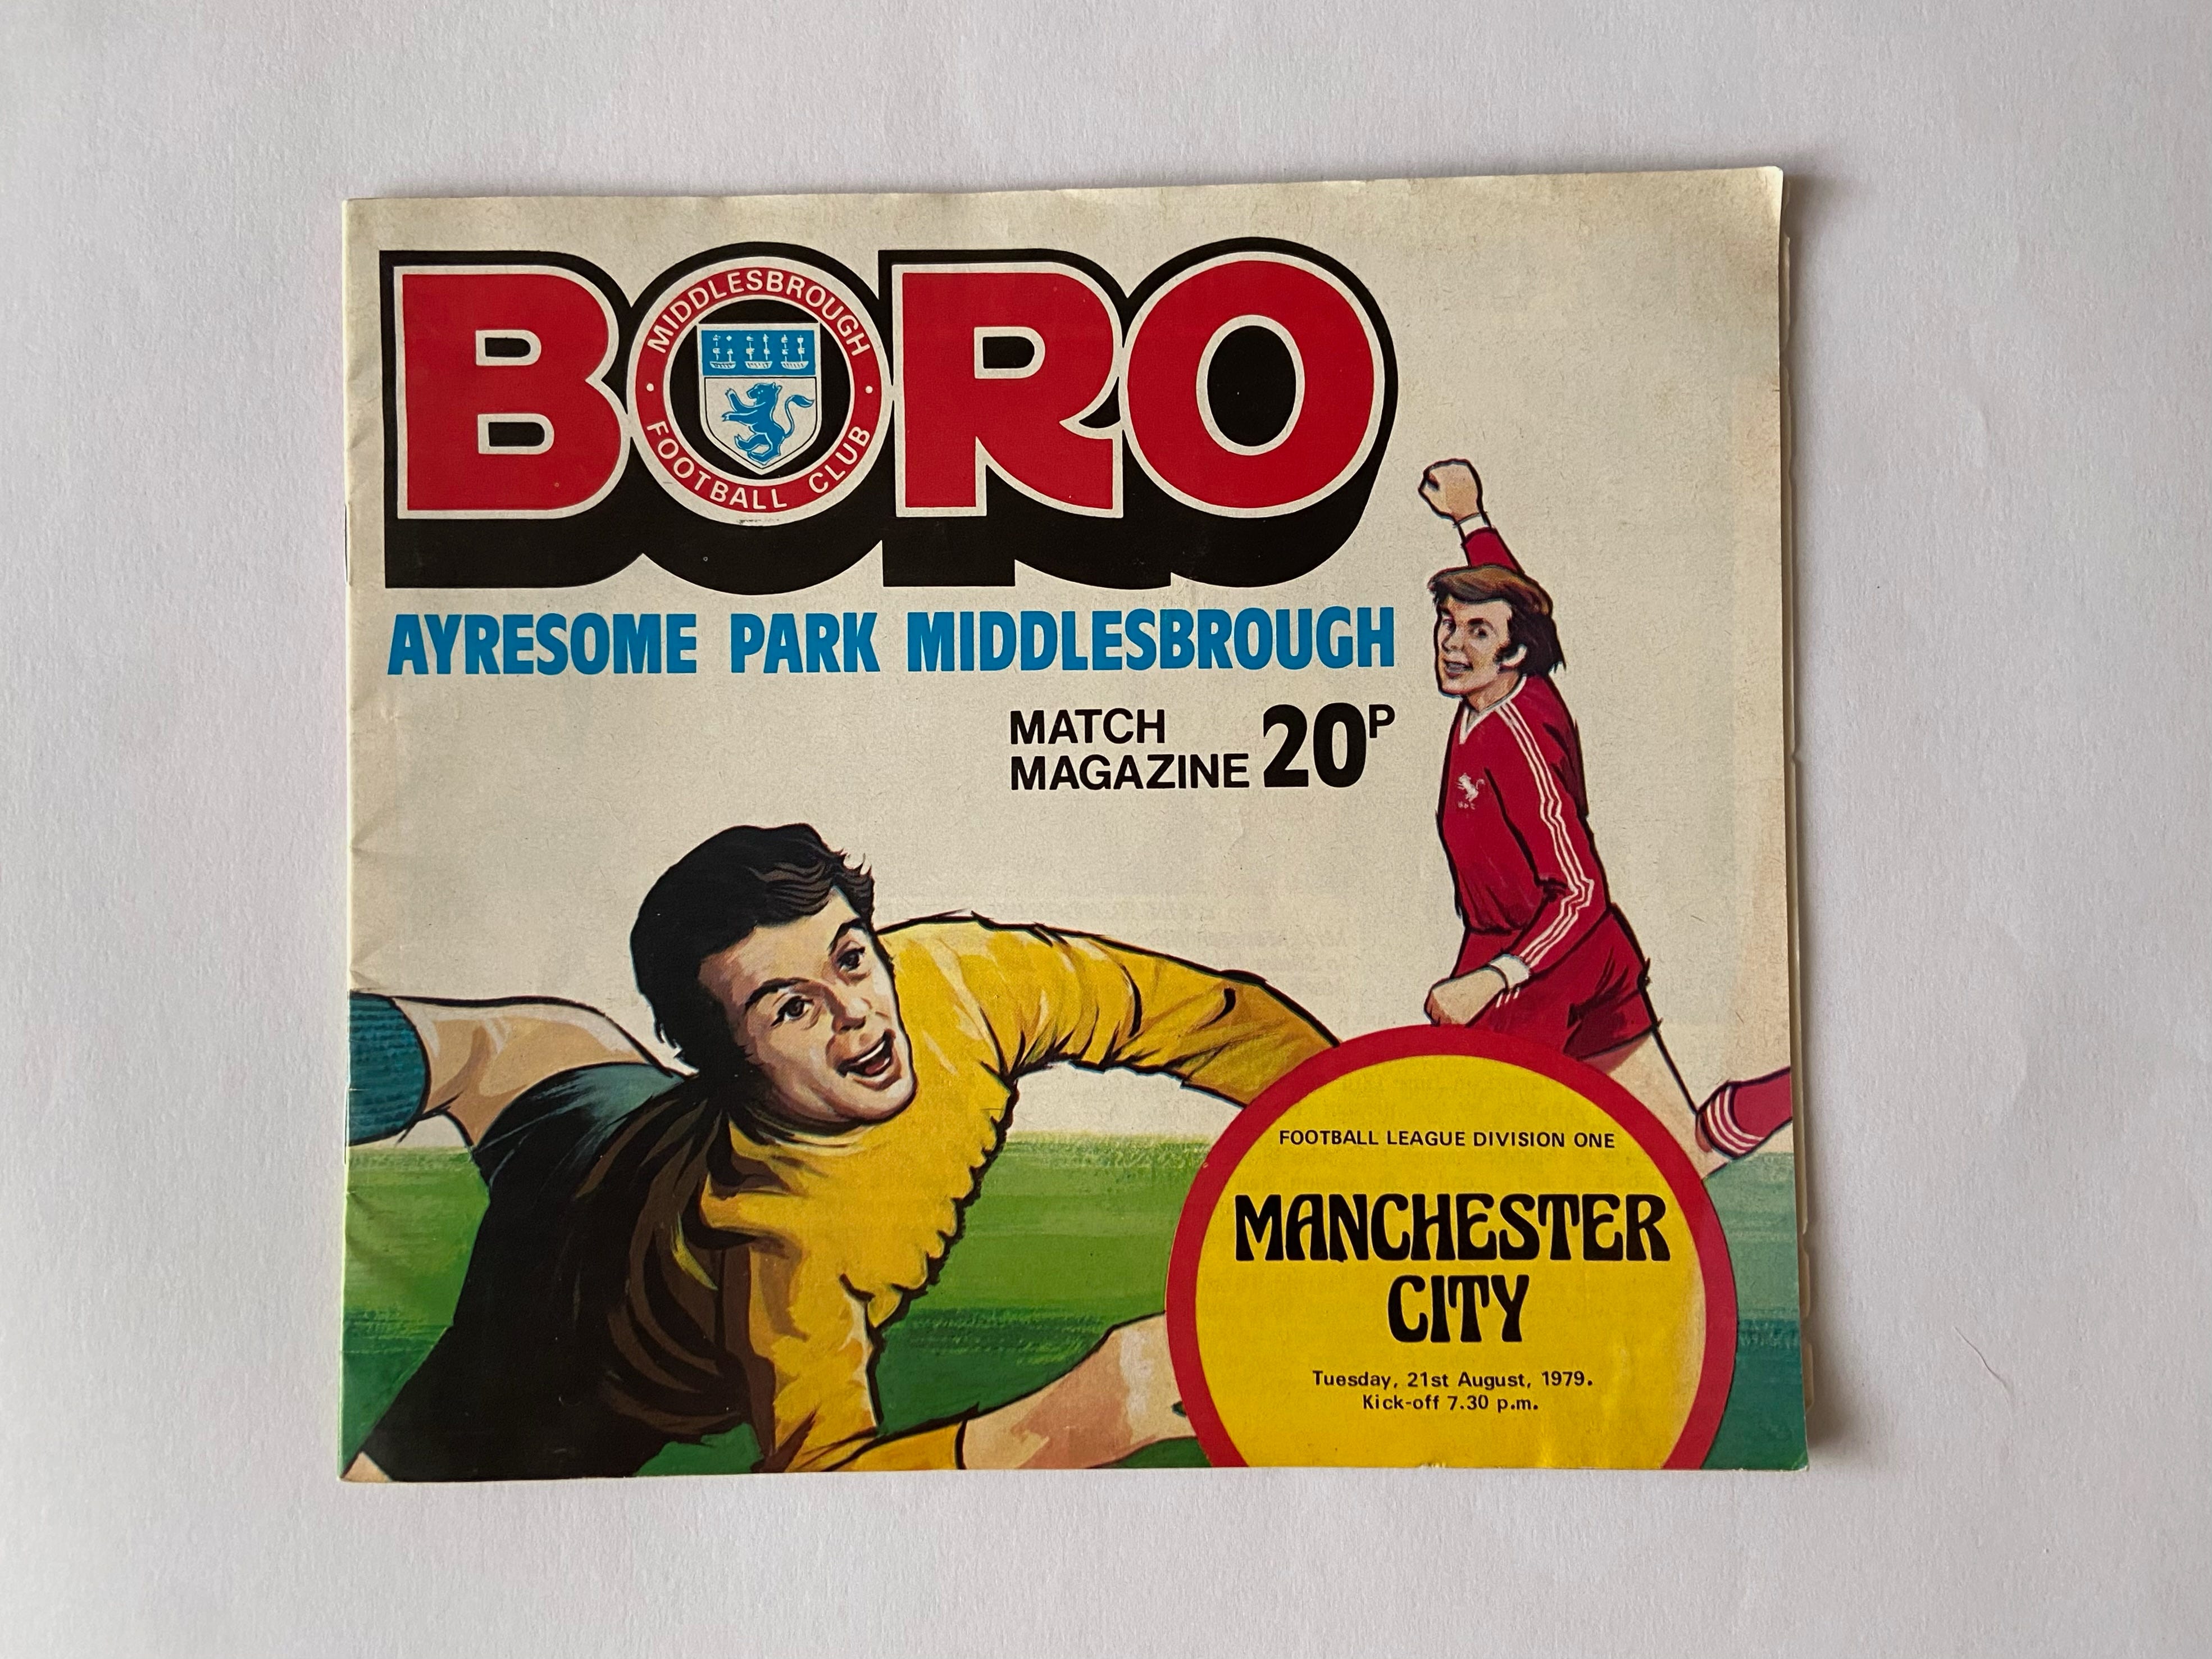 BORO
MIDDLESBROUGH
FOOTBALL CLUB
AYRESOME PARK MIDDLESBROUGH
MATCH
MAGAZINE 20P
FOOTBALL LEAGUE DIVISION ONE
MANCHESTER
CITY
Tuesday, 21st August, 1979.
Kick-off 7.30 p.m.